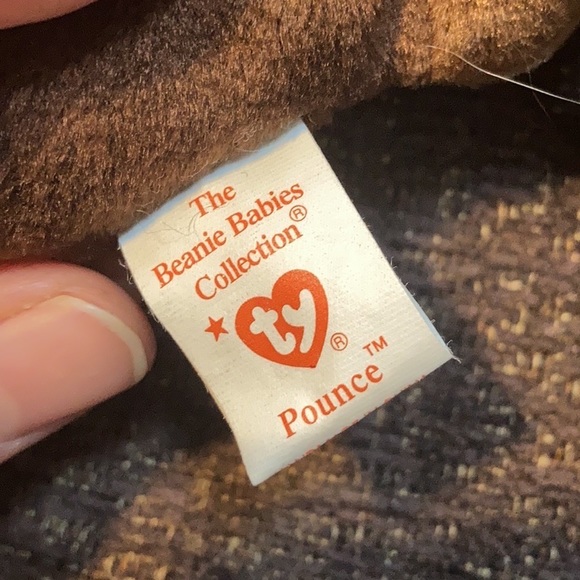 The
Beanie Babies
Collection®
ty®
Pounce™